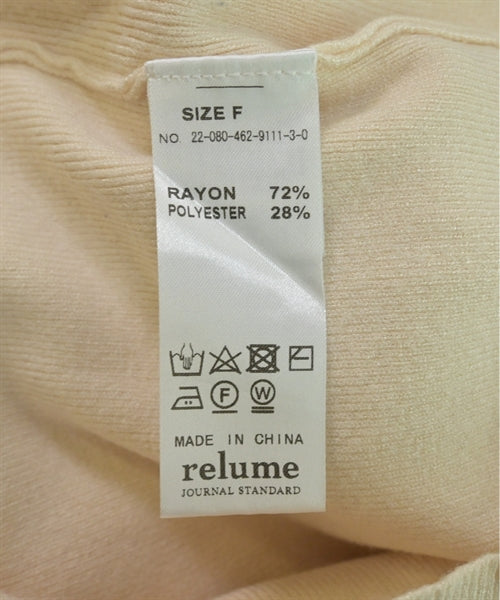 SIZE F
NO. 22-080-462-9111-3-0
RAYON 72%
POLYESTER 28%
F W
MADE IN CHINA
relume
JOURNAL STANDARD